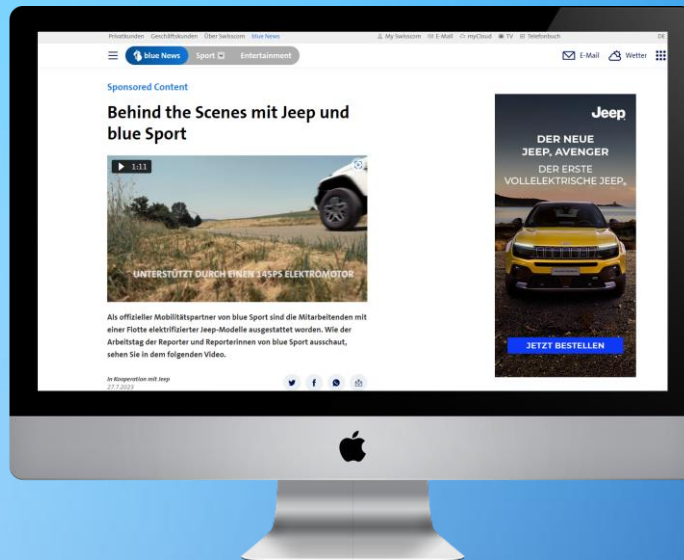 Privatkunden Geschäftskunden Über Swisscom blue News My Swisscom E-Mail myCloud TV Telefonbuch DE
blue News Sport Entertainment E-Mail Wetter
Sponsored Content
Behind the Scenes mit Jeep und
blue Sport
1:11
UNTERSTÜTZT DURCH EINEN 145PS ELEKTROMOTOR
Als offizieller Mobilitätspartner von blue Sport sind die Mitarbeitenden mit
einer Flotte elektrifizierter Jeep-Modelle ausgestattet worden. Wie der
Arbeitstag der Reporter und Reporterinnen von blue Sport ausschaut,
sehen Sie in dem folgenden Video.
In Kooperation mit Jeep
27.7.2023
Jeep
DER NEUE
JEEP® AVENGER
DER ERSTE
VOLLELEKTRISCHE JEEP®
JETZT BESTELLEN